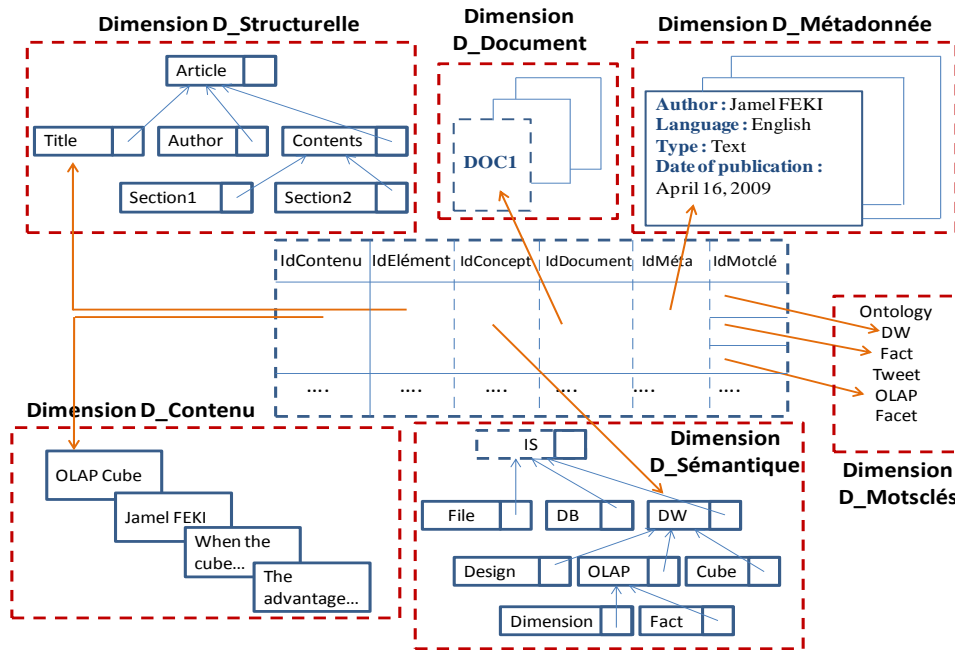 Dimension D_Structurelle
Article
Title
Author
Contents
Section1
Section2
Dimension
D_Document
DOC1
Dimension D_Métadonnée
Author : Jamel FEKI
Language : English
Type : Text
Date of publication :
April 16, 2009
IdContenu IdElément IdConcept IdDocument IdMéta IdMotclé
.... .... .... .... .... ....
Ontology
DW
Fact
Tweet
OLAP
Facet
Dimension
D_Motsclés
Dimension D_Contenu
OLAP Cube
Jamel FEKI
When the
cube...
The
advantage...
Dimension
D_Sémantique
IS
File
DB
DW
Design
OLAP
Cube
Dimension
Fact